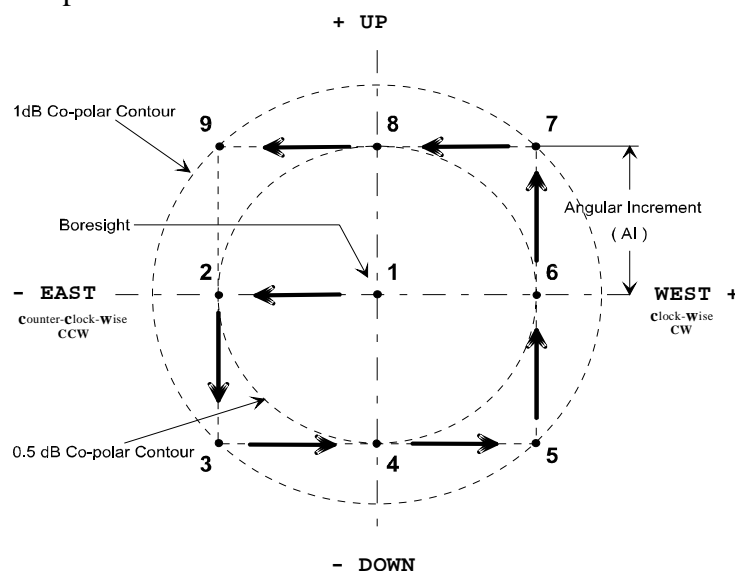 + UP
1dB Co-polar Contour
9
8
7
Angular Increment
( AI )
Boresight
2
1
6
- EAST
WEST +
counter-clock-wise
CCW
clock-wise
CW
0.5 dB Co-polar Contour
3
4
5
- DOWN